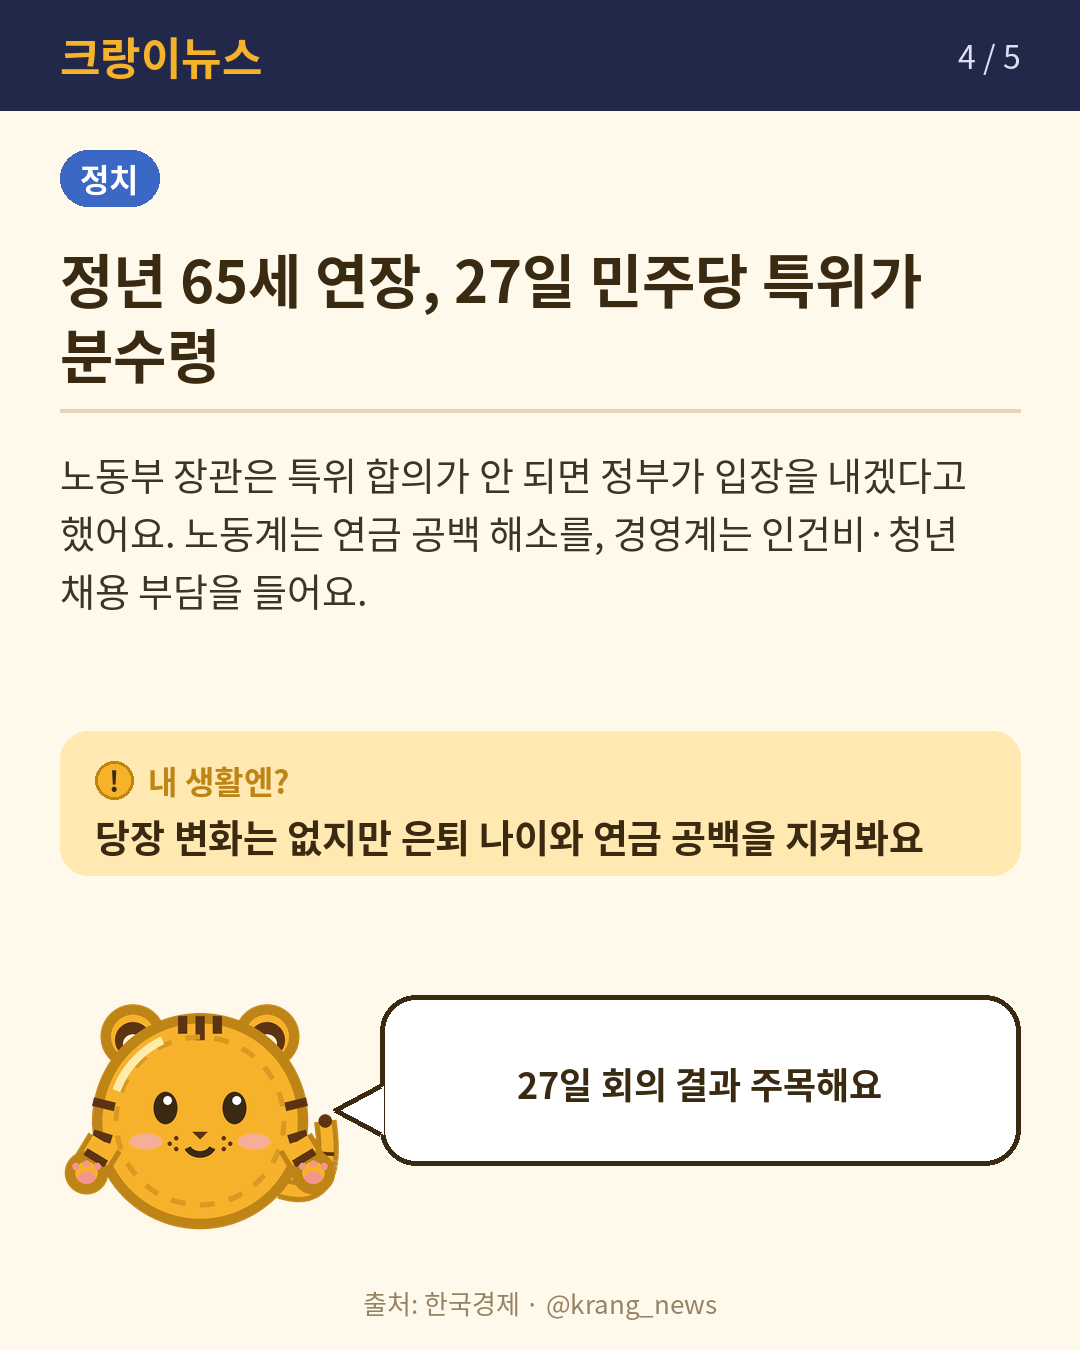 크랑이뉴스
4 / 5
정치
정년 65세 연장, 27일 민주당 특위가
분수령
노동부 장관은 특위 합의가 안 되면 정부가 입장을 내겠다고
했어요. 노동계는 연금 공백 해소를, 경영계는 인건비·청년
채용 부담을 들어요.
! 내 생활엔?
당장 변화는 없지만 은퇴 나이와 연금 공백을 지켜봐요
27일 회의 결과 주목해요
출처: 한국경제 · @krang_news